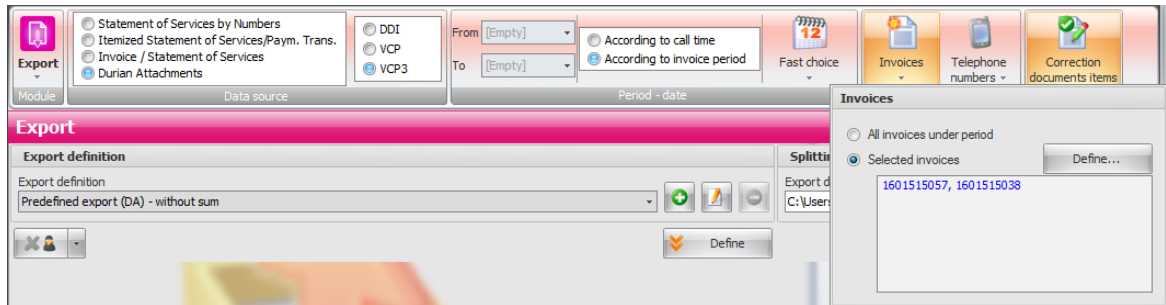 Export
Module
Statement of Services by Numbers
Itemized Statement of Services/Paym. Trans.
Invoice / Statement of Services
Durian Attachments
DDI
VCP
VCP3
Data source
From [Empty]
To [Empty]
According to call time
According to invoice period
Period - date
12
Fast choice
Invoices
Telephone
numbers
Correction
documents items
Export
Export definition
Export definition
Predefined export (DA) - without sum
Define
Splittin
Export d
C:\Users
Invoices
All invoices under period
Selected invoices
Define...
1601515057, 1601515038